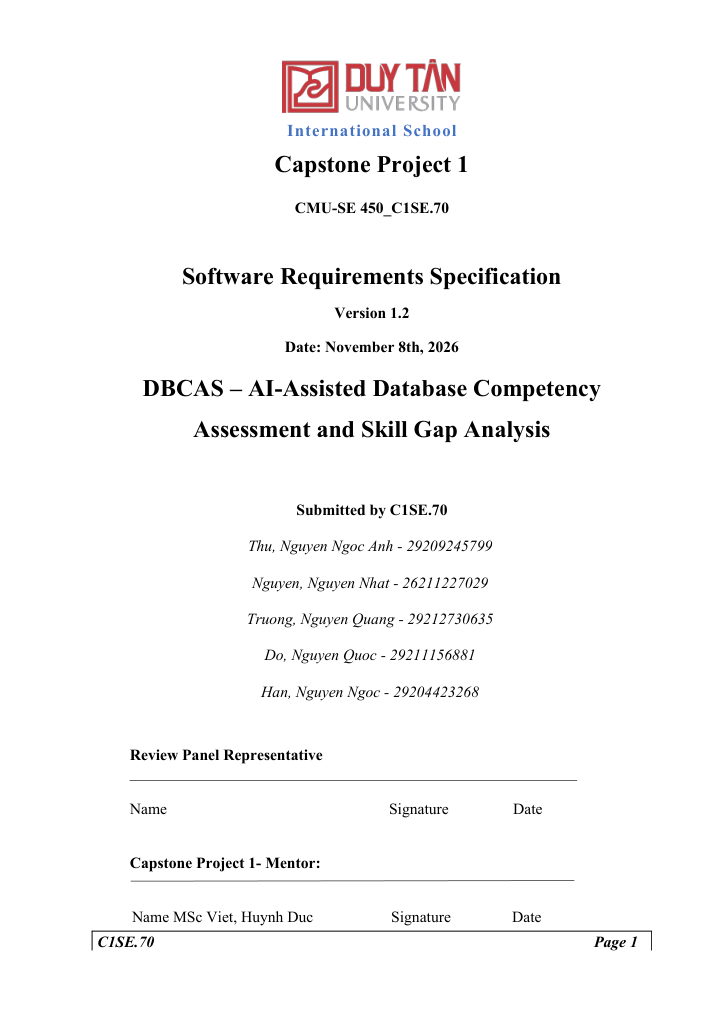 DUY TÂN
UNIVERSITY
International School
Capstone Project 1
CMU-SE 450_C1SE.70
Software Requirements Specification
Version 1.2
Date: November 8th, 2026
DBCAS – AI-Assisted Database Competency
Assessment and Skill Gap Analysis
Submitted by C1SE.70
Thu, Nguyen Ngoc Anh - 29209245799
Nguyen, Nguyen Nhat - 26211227029
Truong, Nguyen Quang - 29212730635
Do, Nguyen Quoc - 29211156881
Han, Nguyen Ngoc - 29204423268
Review Panel Representative
Name Signature Date
Capstone Project 1- Mentor:
Name MSc Viet, Huynh Duc Signature Date
C1SE.70 Page 1